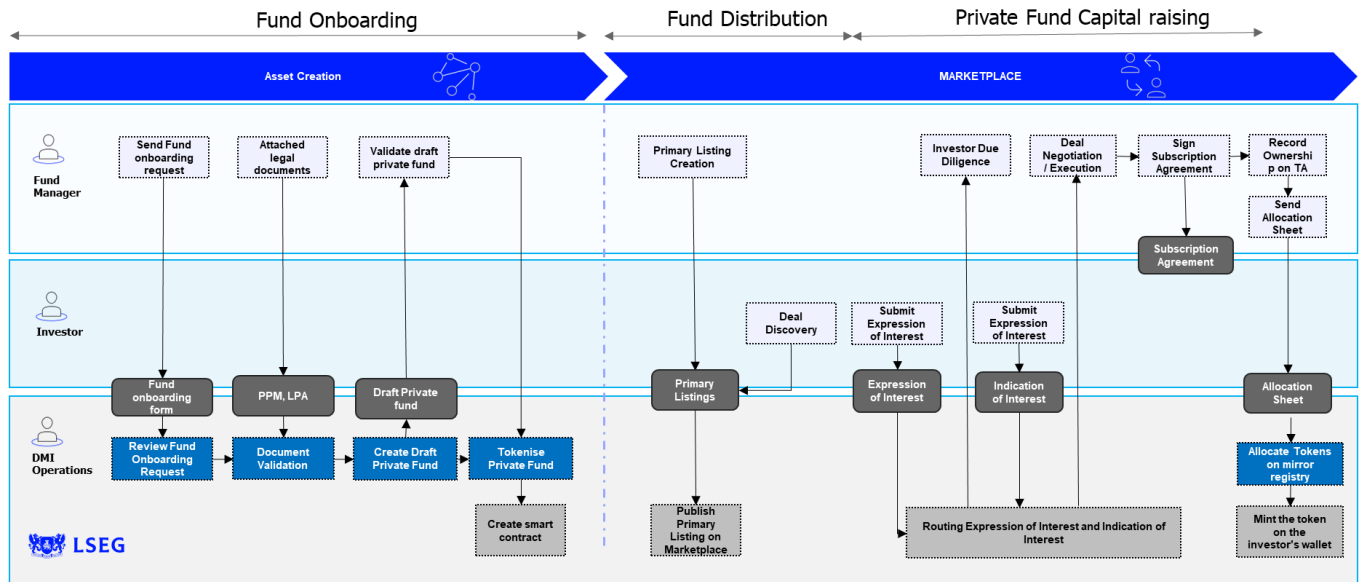 Fund Onboarding
Fund Distribution
Private Fund Capital raising
Asset Creation
MARKETPLACE
Fund
Manager
Send Fund
onboarding
request
Attached
legal
documents
Validate draft
private fund
Primary Listing
Creation
Investor Due
Diligence
Deal
Negotiation
/ Execution
Sign
Subscription
Agreement
Record
Ownershi
p on TA
Send
Allocation
Sheet
Subscription
Agreement
Investor
Deal
Discovery
Submit
Expression
of Interest
Submit
Expression
of Interest
Fund
onboarding
form
PPM, LPA
Draft Private
fund
Primary
Listings
Expression
of Interest
Indication of
Interest
Allocation
Sheet
DMI
Operations
Review Fund
Onboarding
Request
Document
Validation
Create Draft
Private Fund
Tokenise
Private Fund
Allocate Tokens
on mirror
registry
Create smart
contract
Publish
Primary
Listing on
Marketplace
Routing Expression of Interest and Indication of
Interest
Mint the token
on the
investor's wallet
LSEG